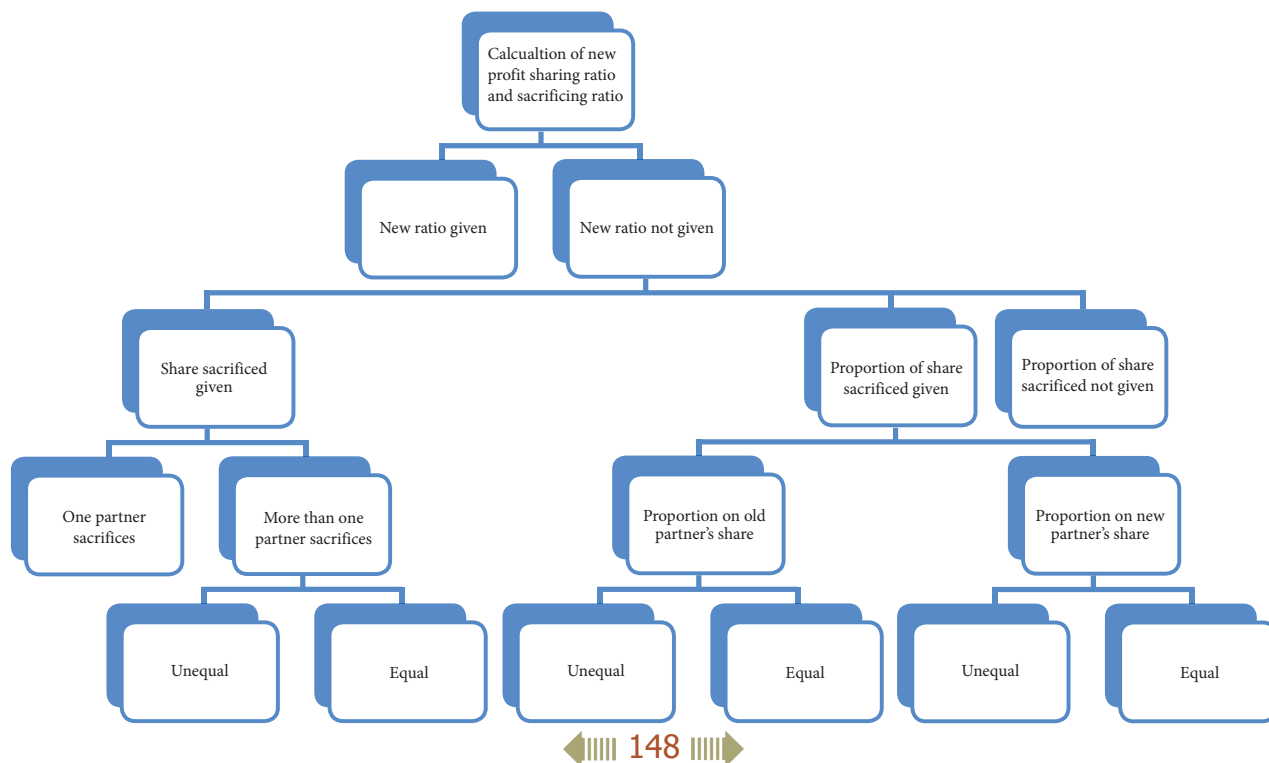 Calcualtion of new
profit sharing ratio
and sacrificing ratio
New ratio given
New ratio not given
Share sacrificed
given
Proportion of share
sacrificed given
Proportion of share
sacrificed not given
One partner
sacrifices
More than one
partner sacrifices
Proportion on old
partner’s share
Proportion on new
partner’s share
Unequal
Equal
Unequal
Equal
Unequal
Equal
148